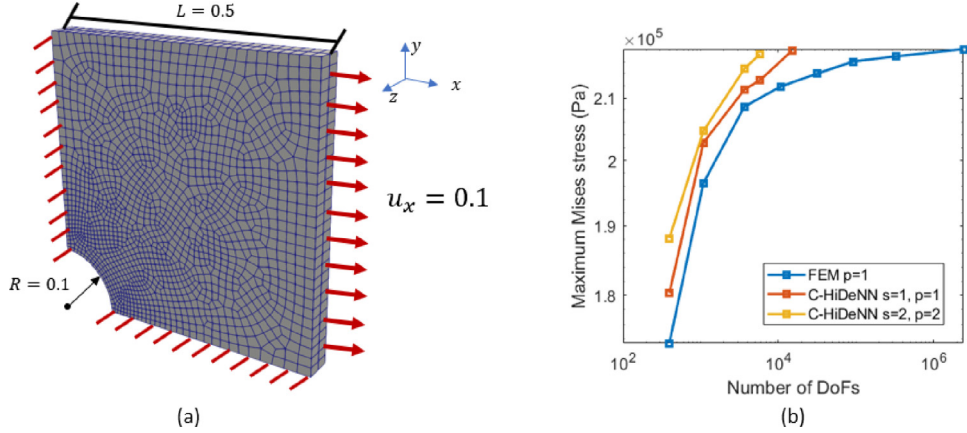 L = 0.5
y
x
z
u_x = 0.1
R = 0.1
(a)
×10^5
2.1
2
1.9
1.8
Maximum Mises stress (Pa)
FEM p=1
C-HiDeNN s=1, p=1
C-HiDeNN s=2, p=2
10^2
10^4
10^6
Number of DoFs
(b)